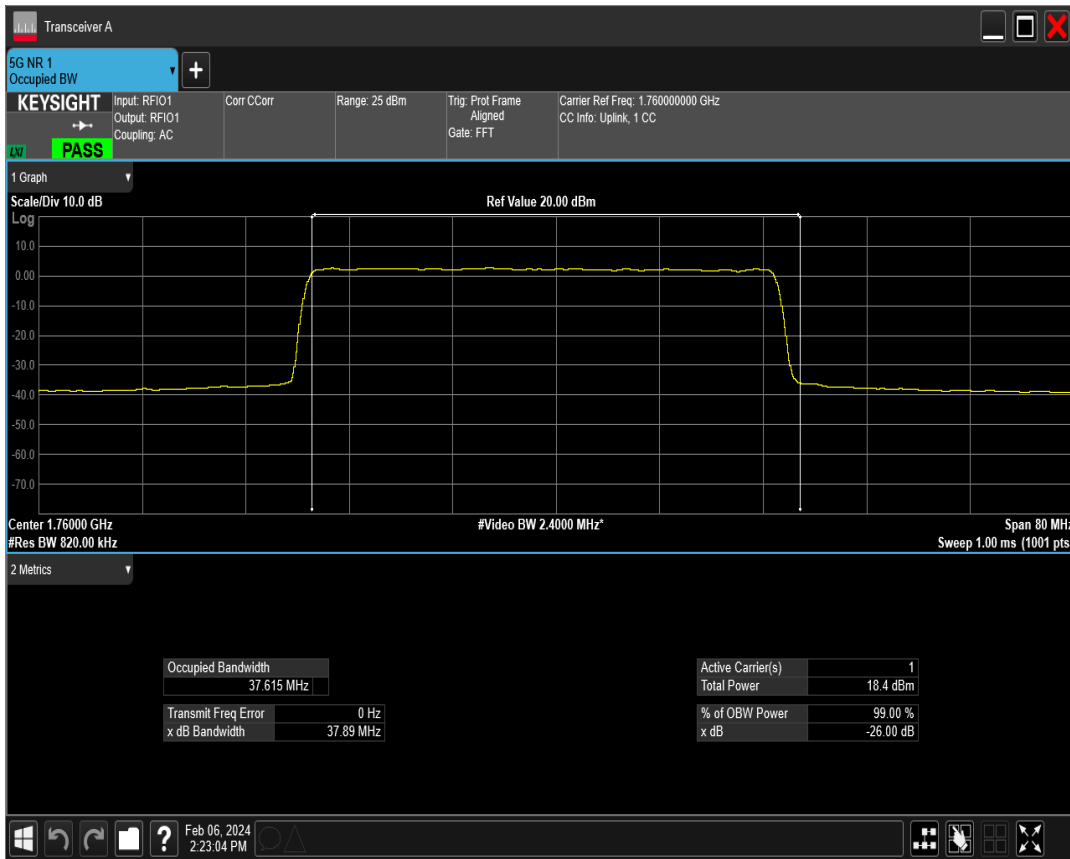 Transceiver A
5G NR 1
Occupied BW
+
KEYSIGHT
Input: RFIO1
Output: RFIO1
Coupling: AC
Corr CCorr
Range: 25 dBm
Trig: Prot Frame
Aligned
Gate: FFT
Carrier Ref Freq: 1.760000000 GHz
CC Info: Uplink, 1 CC
LXI
PASS
1 Graph
Scale/Div 10.0 dB
Ref Value 20.00 dBm
Log
10.0
0.00
-10.0
-20.0
-30.0
-40.0
-50.0
-60.0
-70.0
Center 1.76000 GHz
#Video BW 2.4000 MHz*
Span 80 MHz
#Res BW 820.00 kHz
Sweep 1.00 ms (1001 pts
2 Metrics
Occupied Bandwidth
37.615 MHz
Transmit Freq Error 0 Hz
x dB Bandwidth 37.89 MHz
Active Carrier(s) 1
Total Power 18.4 dBm
% of OBW Power 99.00 %
x dB -26.00 dB
?
Feb 06, 2024
2:23:04 PM